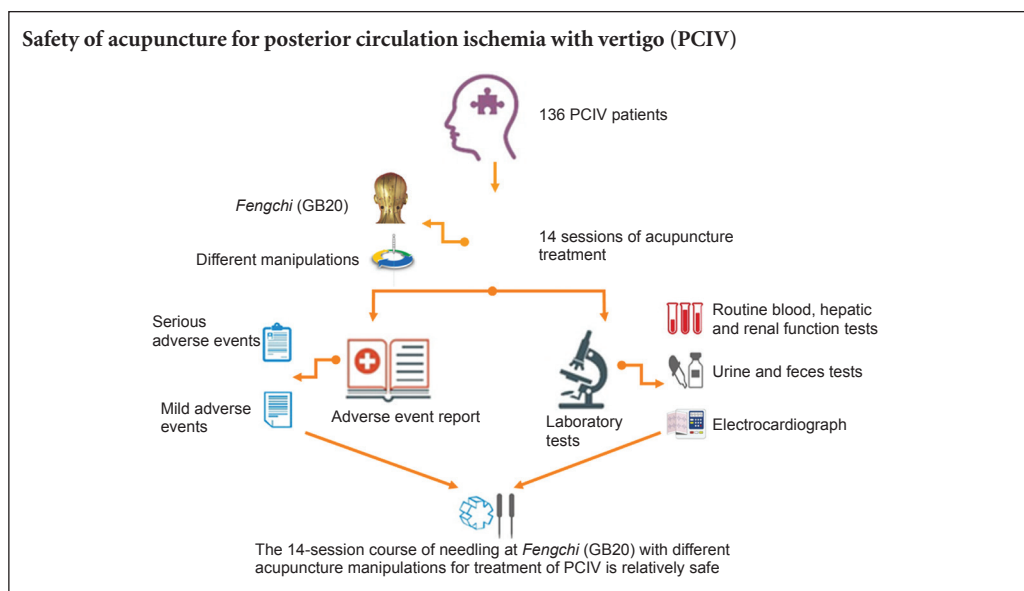 Safety of acupuncture for posterior circulation ischemia with vertigo (PCIV)
136 PCIV patients
Fengchi (GB20)
Different manipulations
14 sessions of acupuncture
treatment
Serious
adverse events
Mild adverse
events
Adverse event report
Laboratory
tests
Routine blood, hepatic
and renal function tests
Urine and feces tests
Electrocardiograph
The 14-session course of needling at Fengchi (GB20) with different
acupuncture manipulations for treatment of PCIV is relatively safe